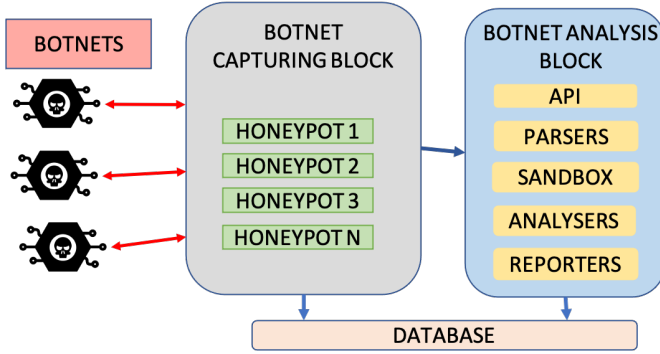 BOTNETS
BOTNET
CAPTURING BLOCK
HONEYPOT 1
HONEYPOT 2
HONEYPOT 3
HONEYPOT N
BOTNET ANALYSIS
BLOCK
API
PARSERS
SANDBOX
ANALYSERS
REPORTERS
DATABASE